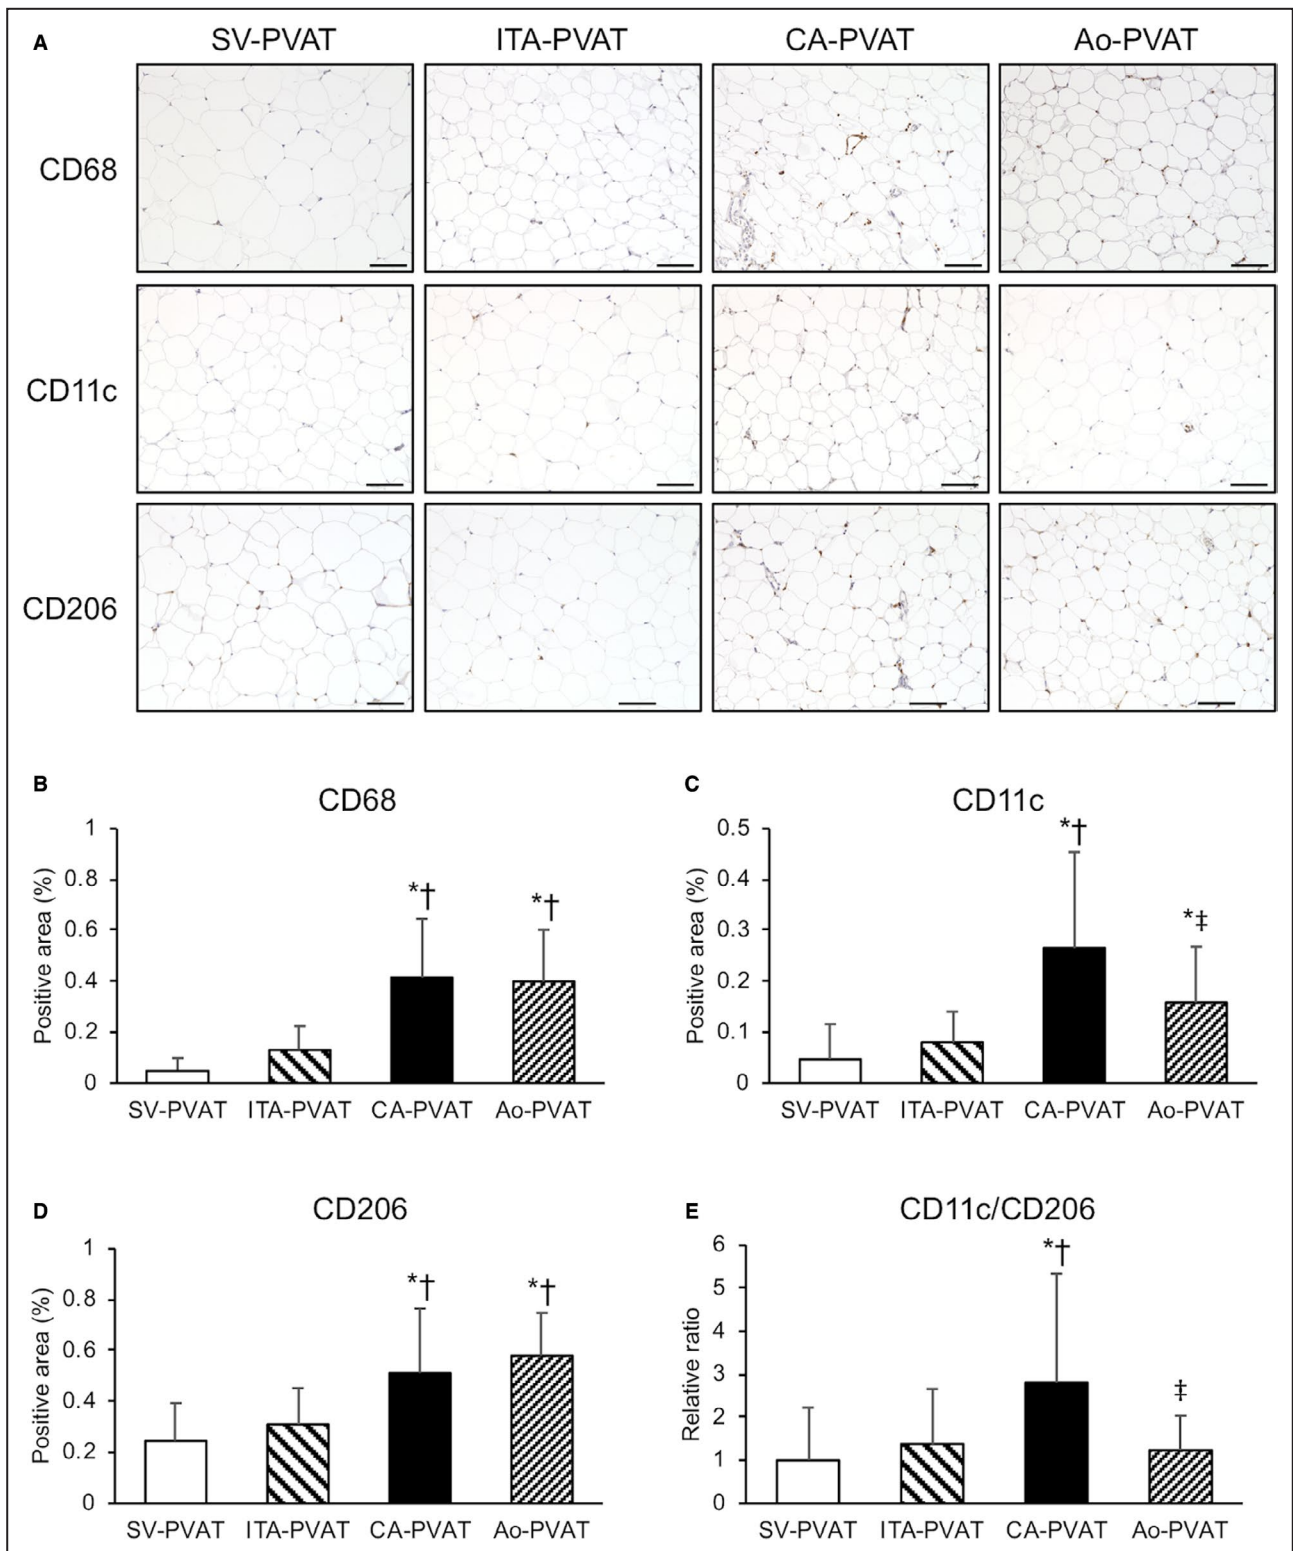 A
SV-PVAT ITA-PVAT CA-PVAT Ao-PVAT
CD68
CD11c
CD206
B
CD68
Positive area (%)
1
0.8
0.6
0.4
0.2
0
*† *†
SV-PVAT ITA-PVAT CA-PVAT Ao-PVAT
C
CD11c
Positive area (%)
0.5
0.4
0.3
0.2
0.1
0
*† *‡
SV-PVAT ITA-PVAT CA-PVAT Ao-PVAT
D
CD206
Positive area (%)
1
0.8
0.6
0.4
0.2
0
*† *†
SV-PVAT ITA-PVAT CA-PVAT Ao-PVAT
E
CD11c/CD206
Relative ratio
6
5
4
3
2
1
0
*† ‡
SV-PVAT ITA-PVAT CA-PVAT Ao-PVAT